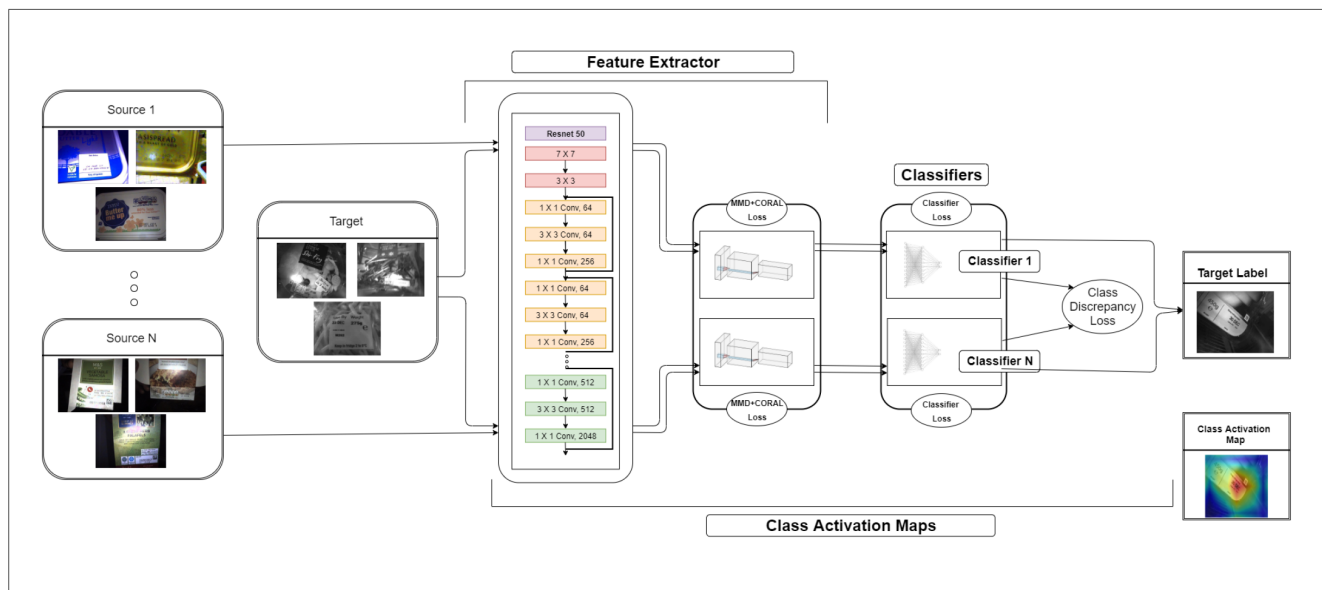 Feature Extractor
Source 1
Butter
me up
Target
Source N
Resnet 50
7 X 7
3 X 3
1 X 1 Conv, 64
3 X 3 Conv, 64
1 X 1 Conv, 256
1 X 1 Conv, 64
3 X 3 Conv, 64
1 X 1 Conv, 256
1 X 1 Conv, 512
3 X 3 Conv, 512
1 X 1 Conv, 2048
MMD+CORAL
Loss
MMD+CORAL
Loss
Classifiers
Classifier
Loss
Classifier 1
Classifier N
Classifier
Loss
Class
Discrepancy
Loss
Target Label
Class Activation
Map
Class Activation Maps